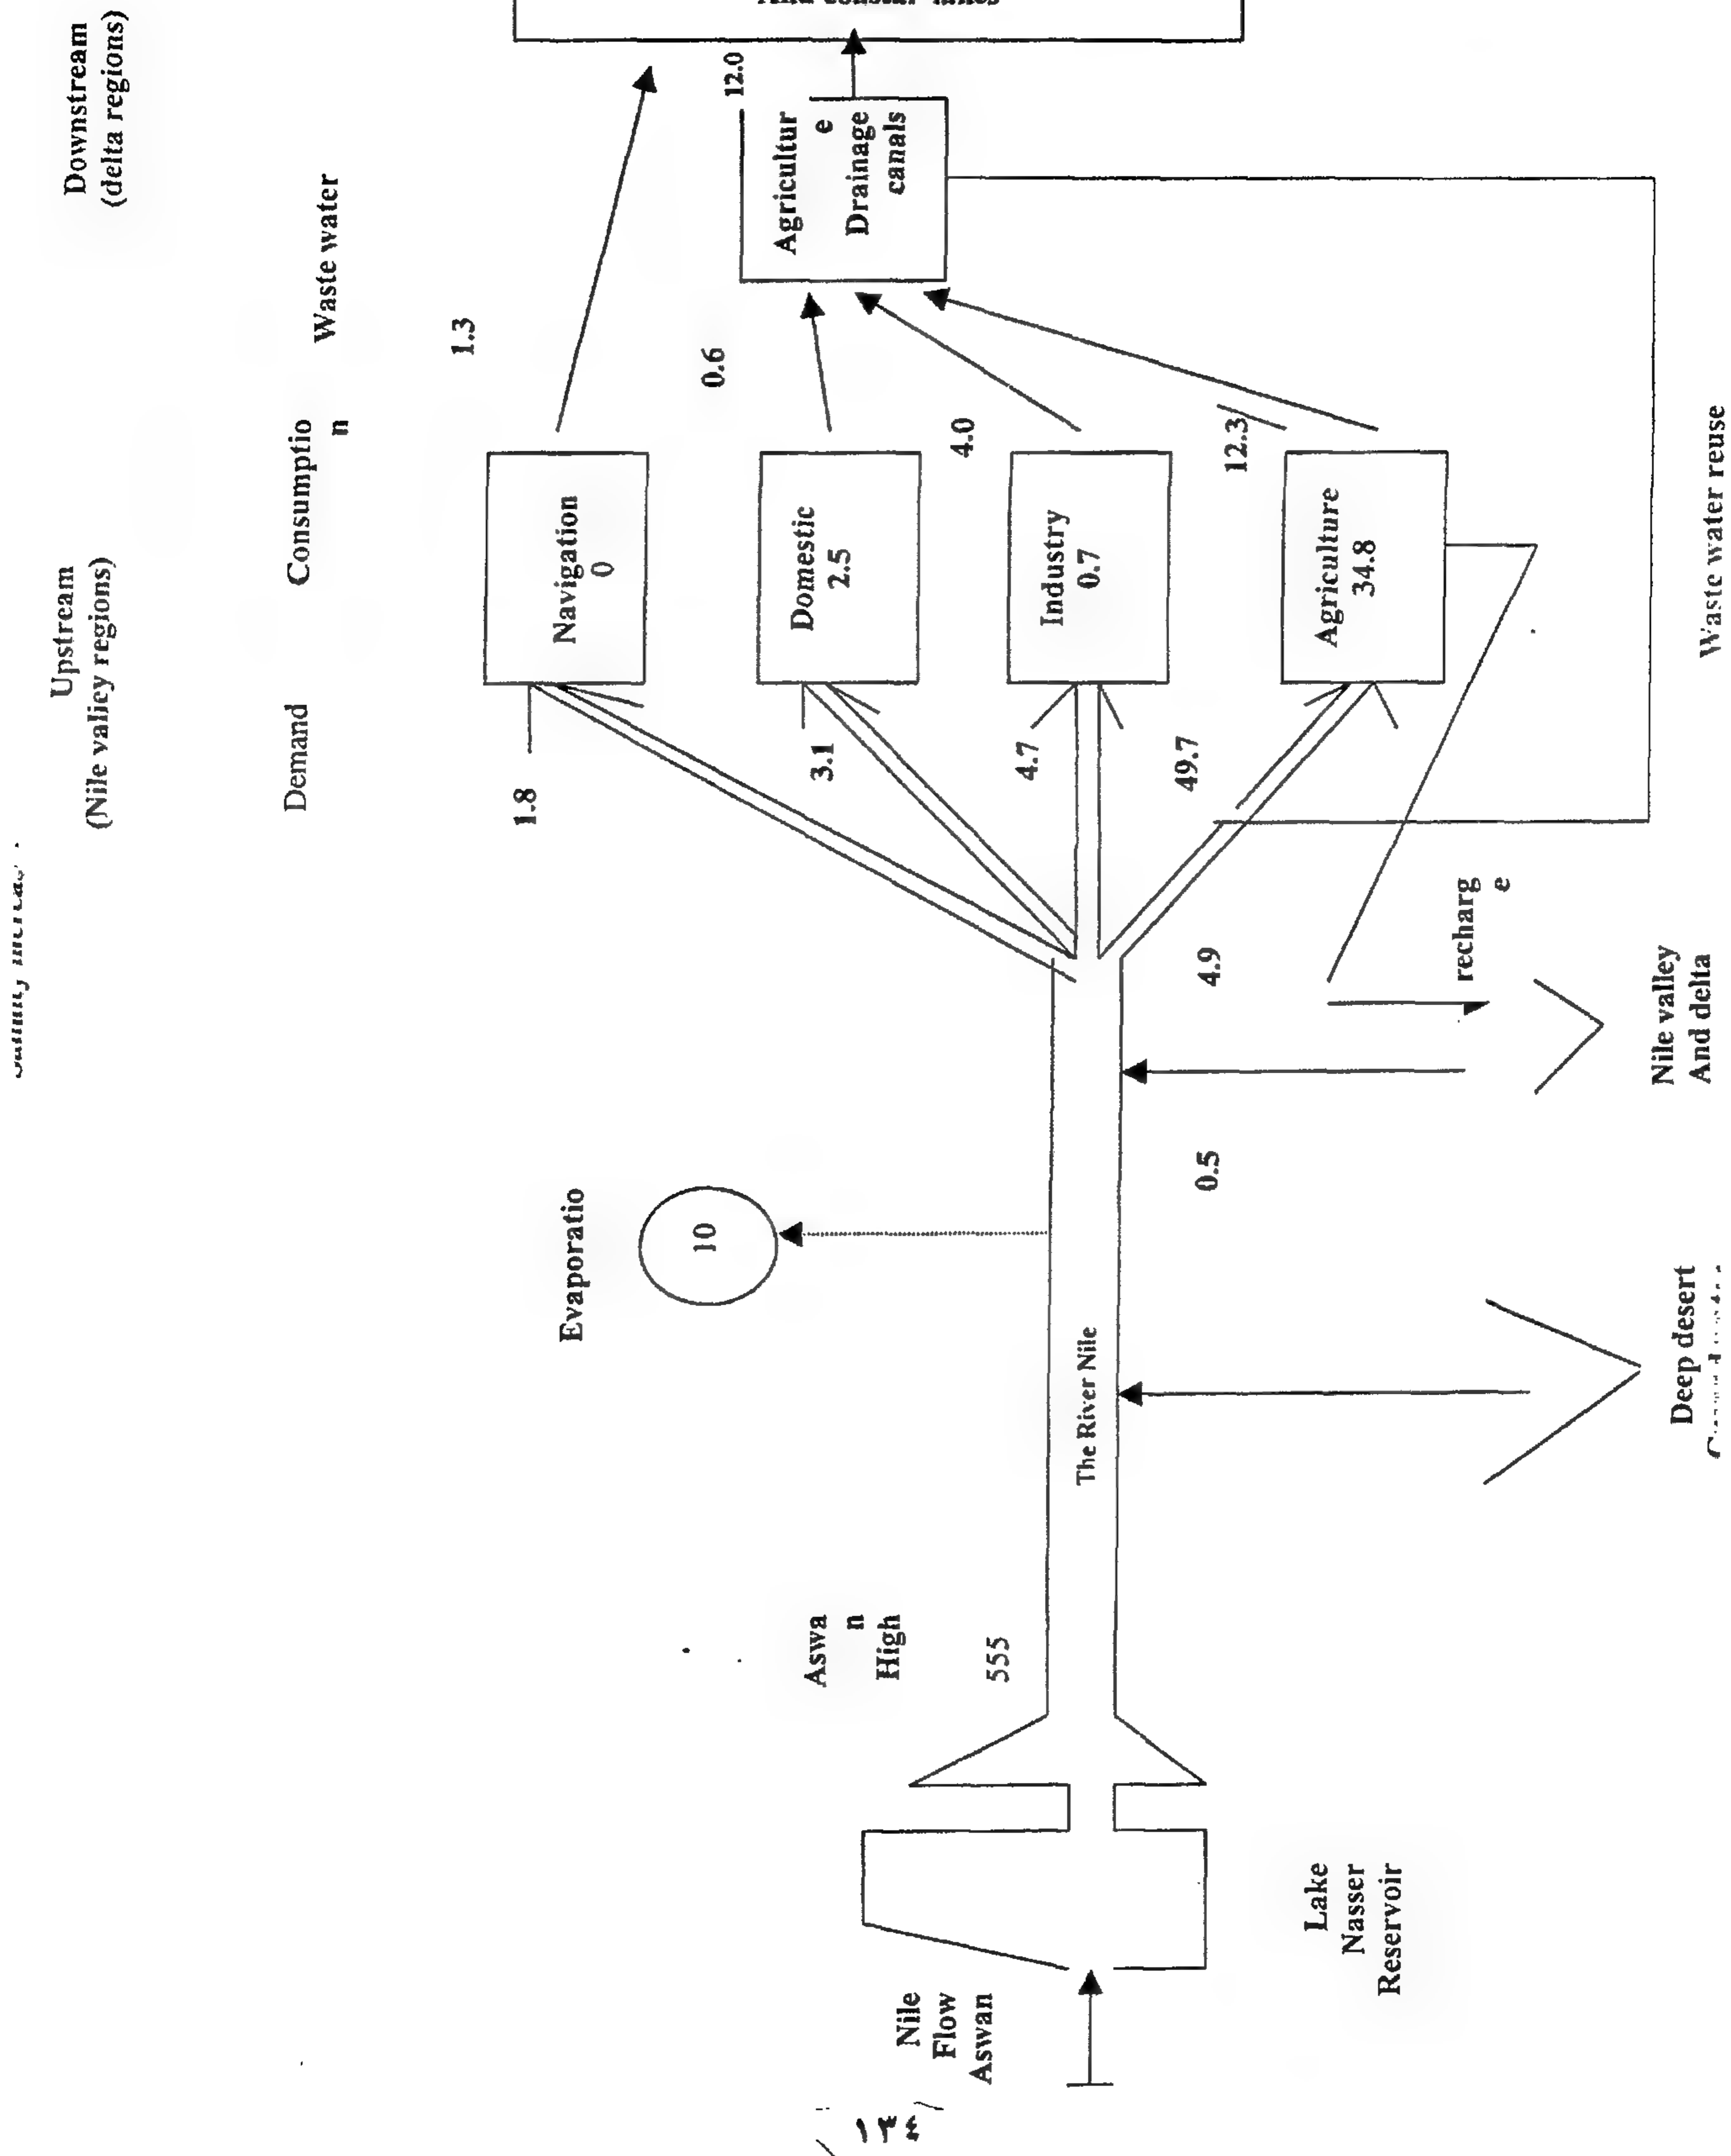 Upstream
(Nile valley regions)
Downstream
(delta regions)
Demand
Consumptio
n
Waste water
1.8
Navigation
0
1.3
3.1
Domestic
2.5
0.6
12.0
Agricultur
e
Drainage
canals
4.7
Industry
0.7
4.0
49.7
Agriculture
34.8
12.3
Evaporatio
10
Aswa
n
High
555
The River Nile
Nile
Flow
Aswan
Lake
Nasser
Reservoir
0.5
4.9
recharg
e
Deep desert
Nile valley
And delta
Waste water reuse